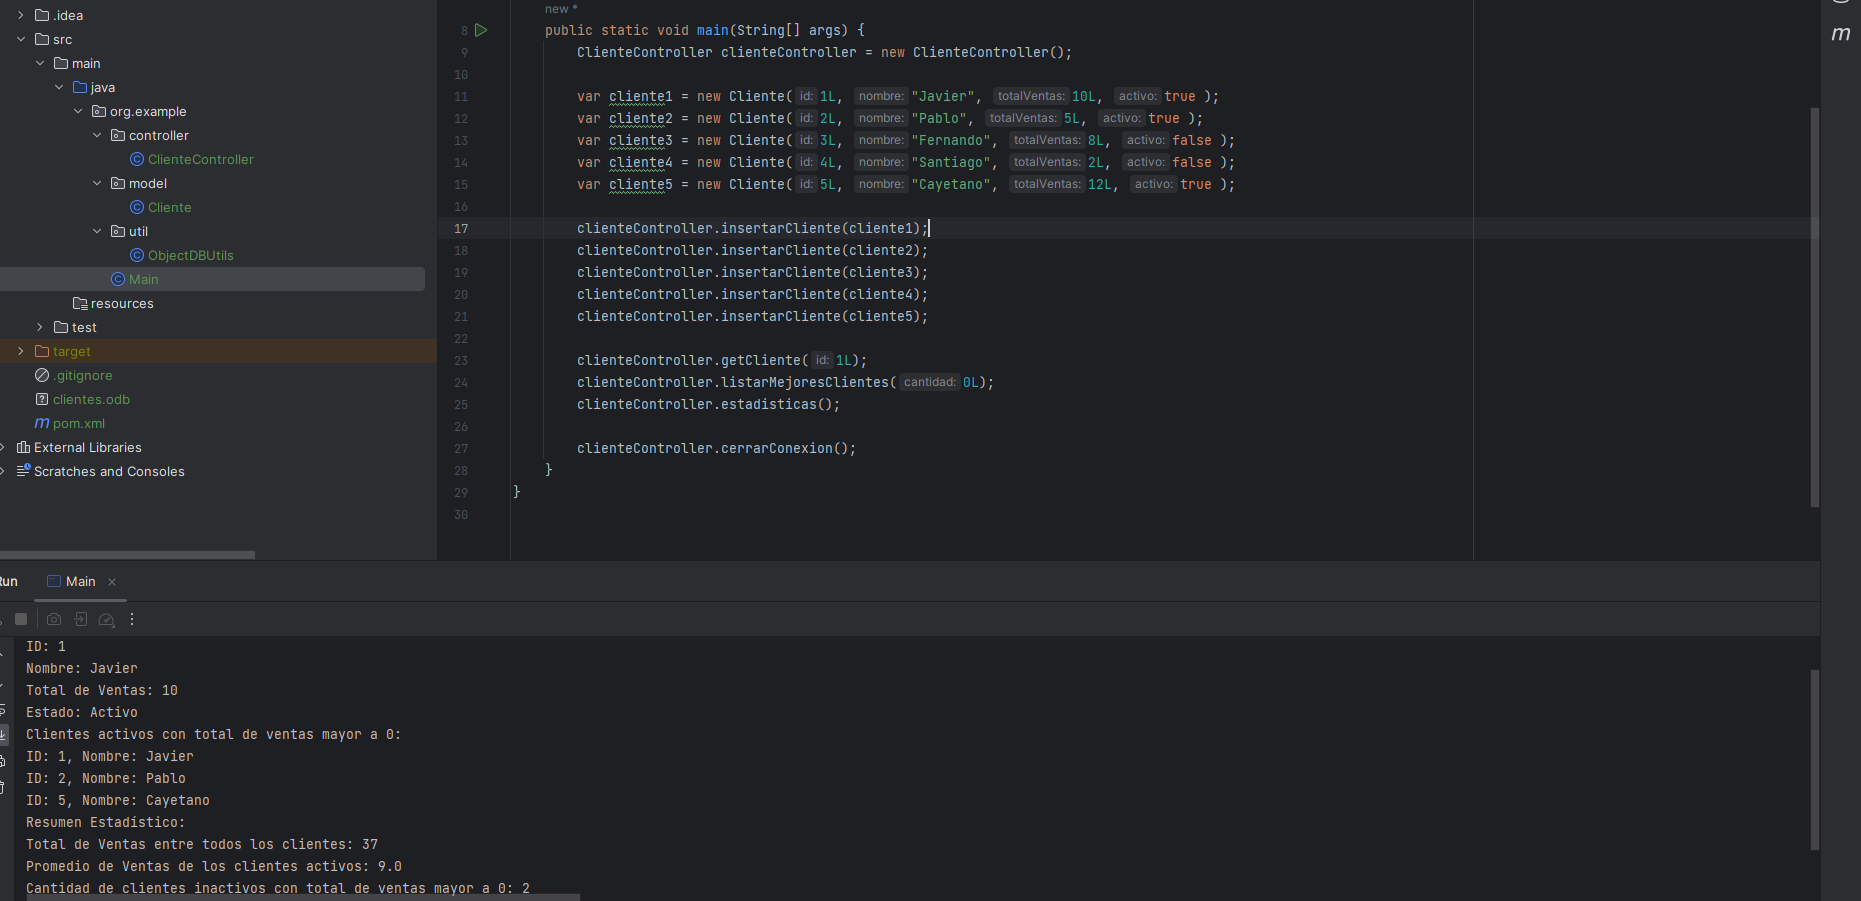 .idea
src
main
java
org.example
controller
ClienteController
model
Cliente
util
ObjectDBUtils
Main
resources
test
target
.gitignore
clientes.odb
pom.xml
External Libraries
Scratches and Consoles
new *
8 public static void main(String[] args) {
9 ClienteController clienteController = new ClienteController();
10
11 var cliente1 = new Cliente( id: 1L, nombre: "Javier", totalVentas: 10L, activo: true );
12 var cliente2 = new Cliente( id: 2L, nombre: "Pablo", totalVentas: 5L, activo: true );
13 var cliente3 = new Cliente( id: 3L, nombre: "Fernando", totalVentas: 8L, activo: false );
14 var cliente4 = new Cliente( id: 4L, nombre: "Santiago", totalVentas: 2L, activo: false );
15 var cliente5 = new Cliente( id: 5L, nombre: "Cayetano", totalVentas: 12L, activo: true );
16
17 clienteController.insertarCliente(cliente1);
18 clienteController.insertarCliente(cliente2);
19 clienteController.insertarCliente(cliente3);
20 clienteController.insertarCliente(cliente4);
21 clienteController.insertarCliente(cliente5);
22
23 clienteController.getCliente( id: 1L);
24 clienteController.listarMejoresClientes( cantidad: 0L);
25 clienteController.estadisticas();
26
27 clienteController.cerrarConexion();
28 }
29 }
30
m
Run Main
ID: 1
Nombre: Javier
Total de Ventas: 10
Estado: Activo
Clientes activos con total de ventas mayor a 0:
ID: 1, Nombre: Javier
ID: 2, Nombre: Pablo
ID: 5, Nombre: Cayetano
Resumen Estadístico:
Total de Ventas entre todos los clientes: 37
Promedio de Ventas de los clientes activos: 9.0
Cantidad de clientes inactivos con total de ventas mayor a 0: 2